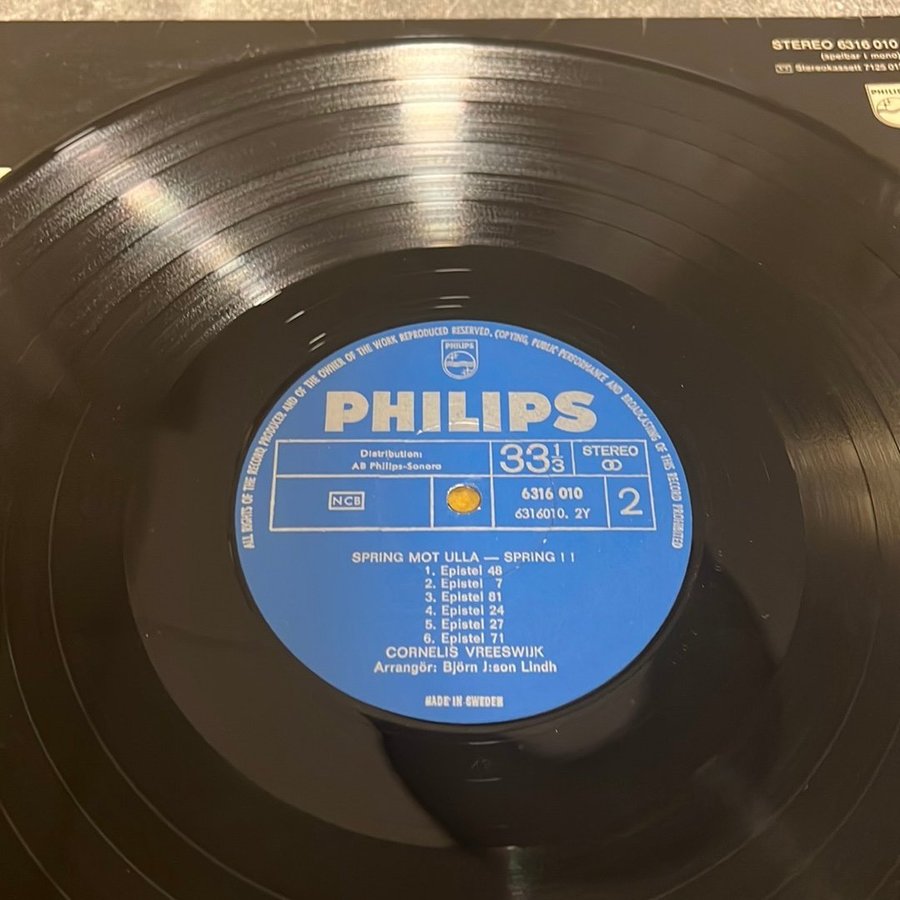 STEREO 6316 010
(spelbar i mono)
Stereokassett 7125 01
PHILIPS
ALL RIGHTS OF THE RECORD PRODUCER AND OF THE OWNER OF THE WORK REPRODUCED RESERVED. COPYING, PUBLIC PERFORMANCE AND BROADCASTING OF THIS RECORD PROHIBITED
PHILIPS
PHILIPS
Distribution:
AB Philips-Sonora
33⅓
STEREO
NCB
6316 010
6316010. 2Y
2
SPRING MOT ULLA — SPRING ! !
1. Epistel 48
2. Epistel 7
3. Epistel 81
4. Epistel 24
5. Epistel 27
6. Epistel 71
CORNELIS VREESWIJK
Arrangör: Björn J:son Lindh
MADE IN SWEDEN